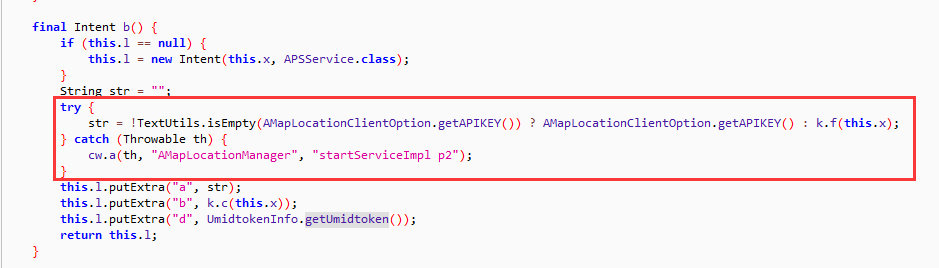 final Intent b() {
if (this.l == null) {
this.l = new Intent(this.x, APSService.class);
}
String str = "";
try {
str = !TextUtils.isEmpty(AMapLocationClientOption.getAPIKEY()) ? AMapLocationClientOption.getAPIKEY() : k.f(this.x);
} catch (Throwable th) {
cw.a(th, "AMapLocationManager", "startServiceImpl p2");
}
this.l.putExtra("a", str);
this.l.putExtra("b", k.c(this.x));
this.l.putExtra("d", UmidtokenInfo.getUmidtoken());
return this.l;
}